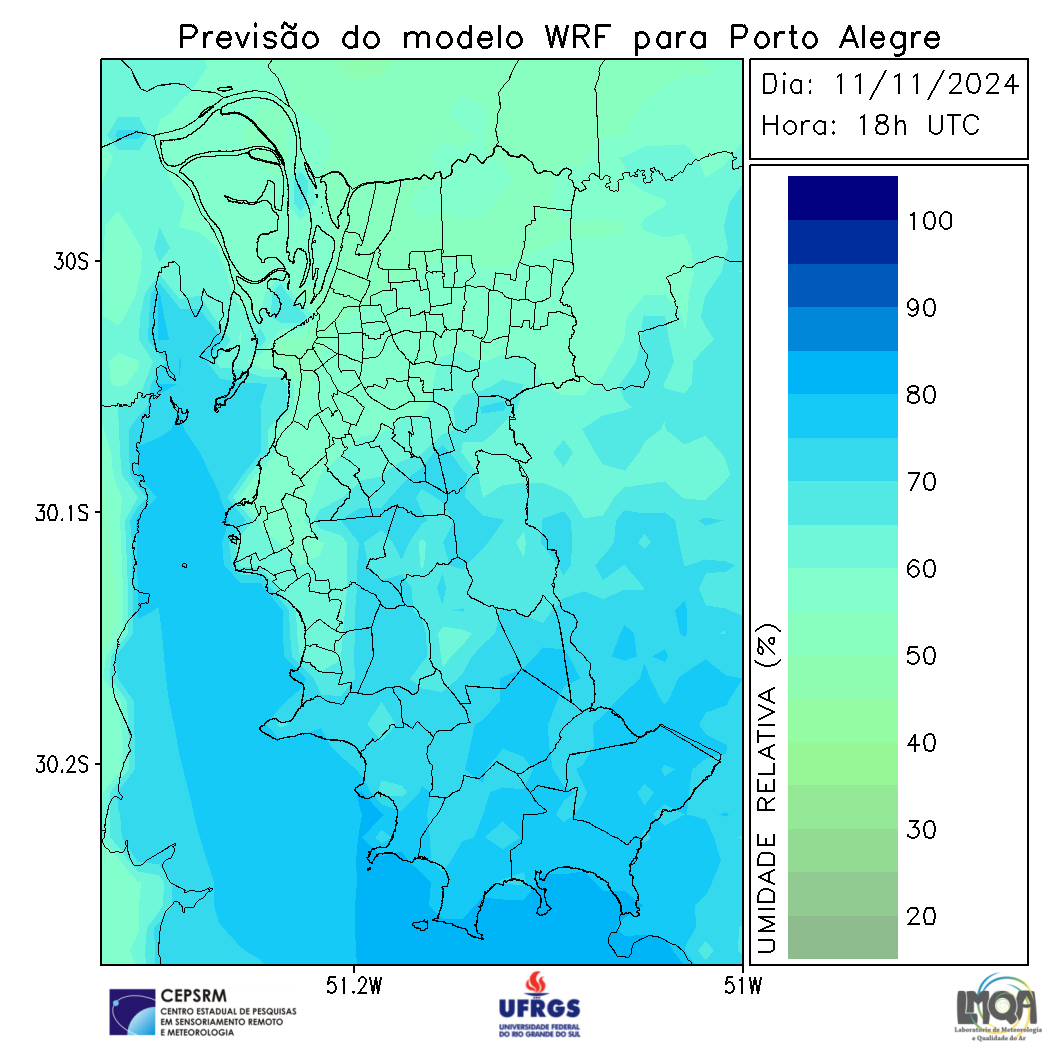 Previsão do modelo WRF para Porto Alegre
Dia: 11/11/2024
Hora: 18h UTC
100
90
80
70
60
50
40
30
20
UMIDADE RELATIVA (%)
30S
30.1S
30.2S
51.2W
51W
CEPSRM
CENTRO ESTADUAL DE PESQUISAS
EM SENSORIAMENTO REMOTO
E METEOROLOGIA
UFRGS
UNIVERSIDADE FEDERAL
DO RIO GRANDE DO SUL
LMQA
Laboratório de Meteorologia
e Qualidade do Ar